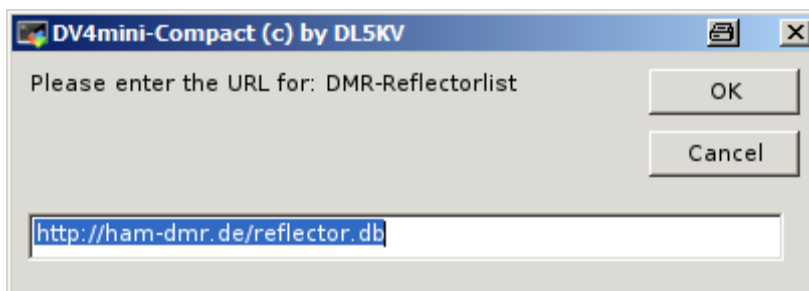 DV4mini-Compact (c) by DL5KV
Please enter the URL for: DMR-Reflectorlist
OK
Cancel
http://ham-dmr.de/reflector.db